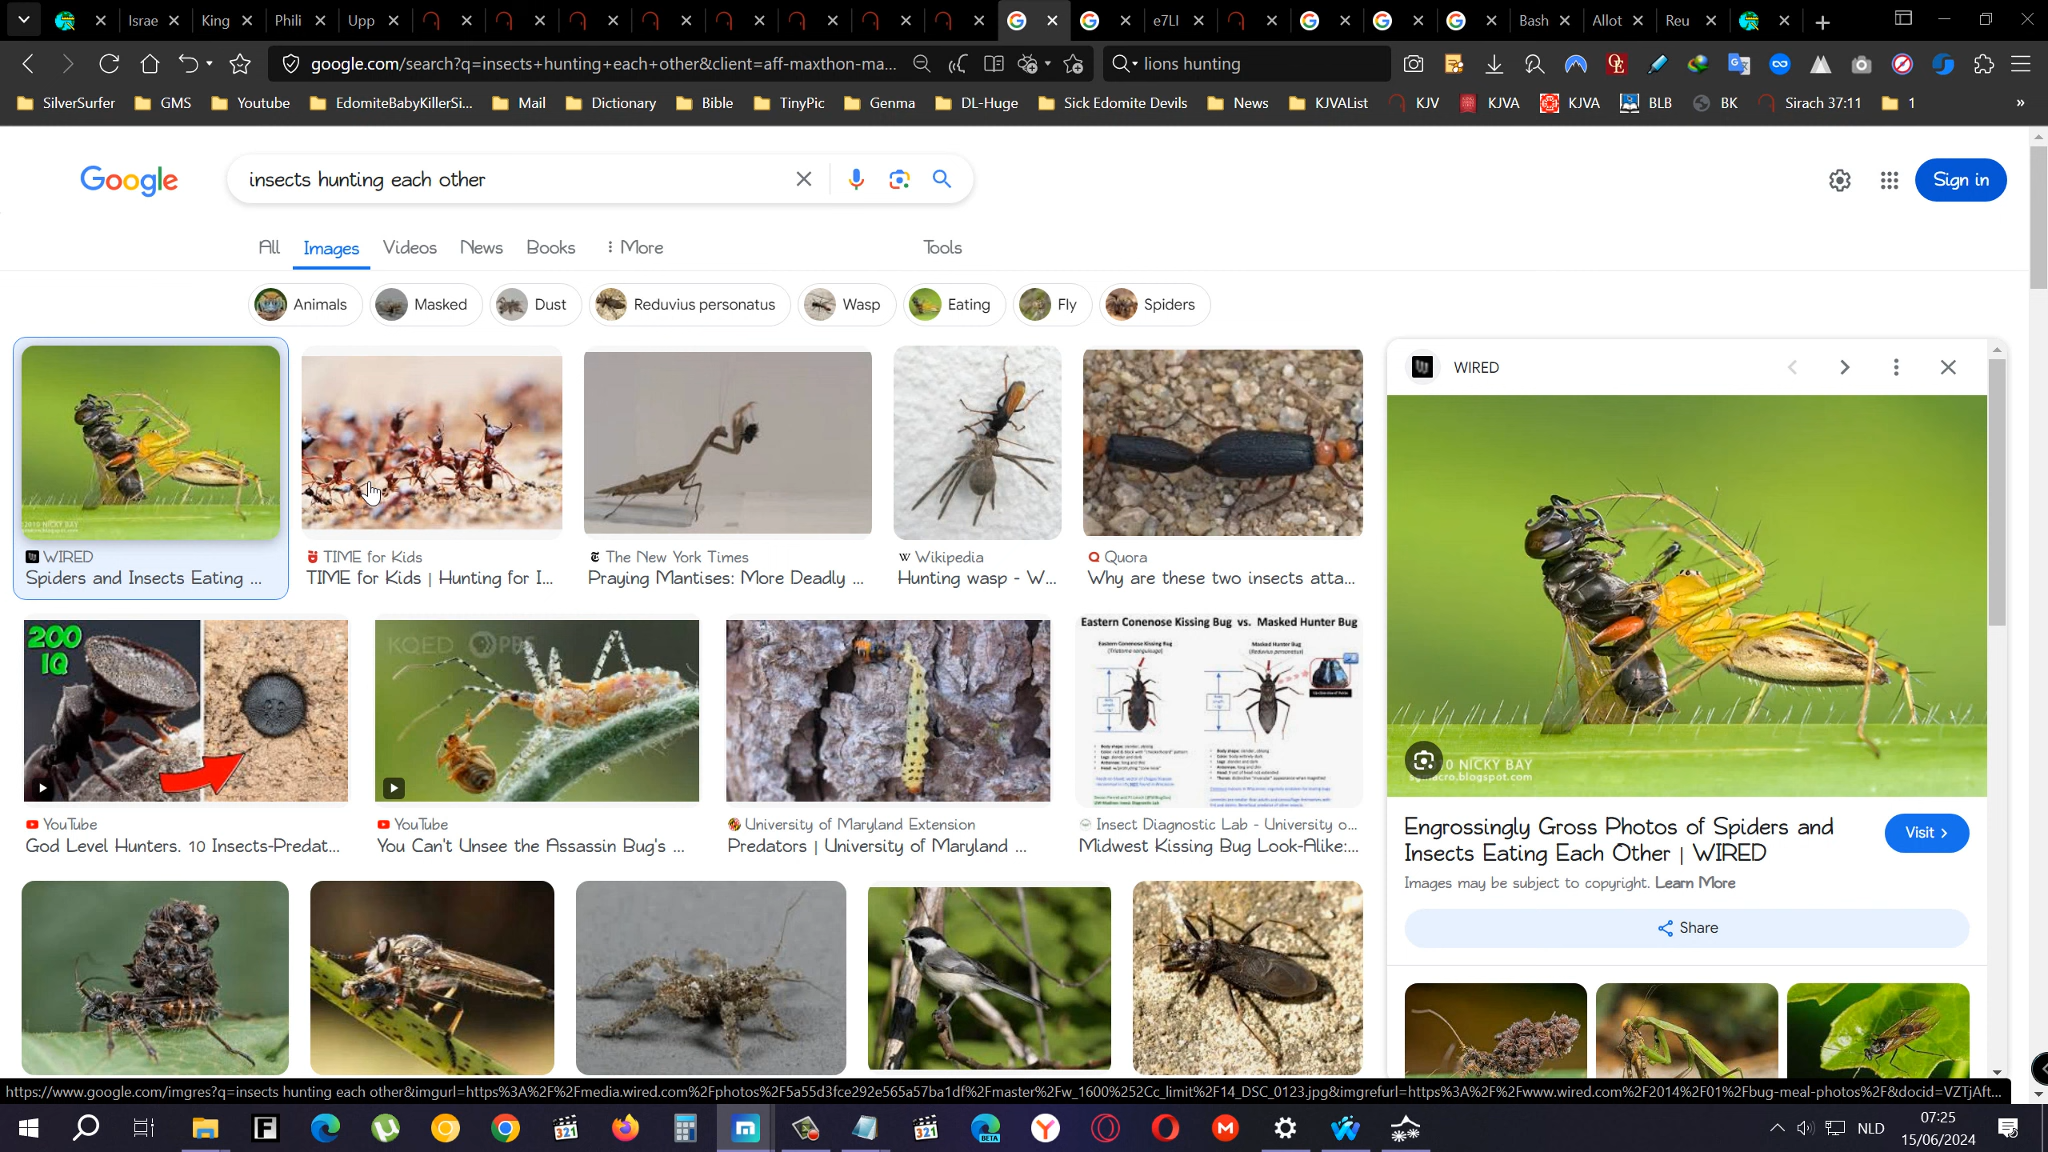 Israe
King
Phili
Upp
e7LI
Bash
Allot
Reu
google.com/search?q=insects+hunting+each+other&client=aff-maxthon-ma...
lions hunting
SilverSurfer
GMS
Youtube
EdomiteBabyKillerSi...
Mail
Dictionary
Bible
TinyPic
Genma
DL-Huge
Sick Edomite Devils
News
KJVAList
KJV
KJVA
KJVA
BLB
BK
Sirach 37:11
1
»
Google
insects hunting each other
Sign in
All
Images
Videos
News
Books
More
Tools
Animals
Masked
Dust
Reduvius personatus
Wasp
Eating
Fly
Spiders
WIRED
Spiders and Insects Eating ...
TIME for Kids
TIME for Kids | Hunting for I...
The New York Times
Praying Mantises: More Deadly ...
Wikipedia
Hunting wasp - W...
Quora
Why are these two insects atta...
200
IQ
KQED PBS
Eastern Conenose Kissing Bug vs. Masked Hunter Bug
YouTube
God Level Hunters. 10 Insects-Predat...
YouTube
You Can't Unsee the Assassin Bug's ...
University of Maryland Extension
Predators | University of Maryland ...
Insect Diagnostic Lab - University o...
Midwest Kissing Bug Look-Alike:...
WIRED
NICKY BAY
Engrossingly Gross Photos of Spiders and
Insects Eating Each Other | WIRED
Visit
Images may be subject to copyright. Learn More
Share
https://www.google.com/imgres?q=insects hunting each other&imgurl=https%3A%2F%2Fmedia.wired.com%2Fphotos%2F5a55d3fce292e565a57ba1df%2Fmaster%2Fw_1600%252Cc_limit%2F14_DSC_0123.jpg&imgrefurl=https%3A%2F%2Fwww.wired.com%2F2014%2F01%2Fbug-meal-photos%2F&docid=VZTjAft...
321
321
BETA
NLD
07:25
15/06/2024